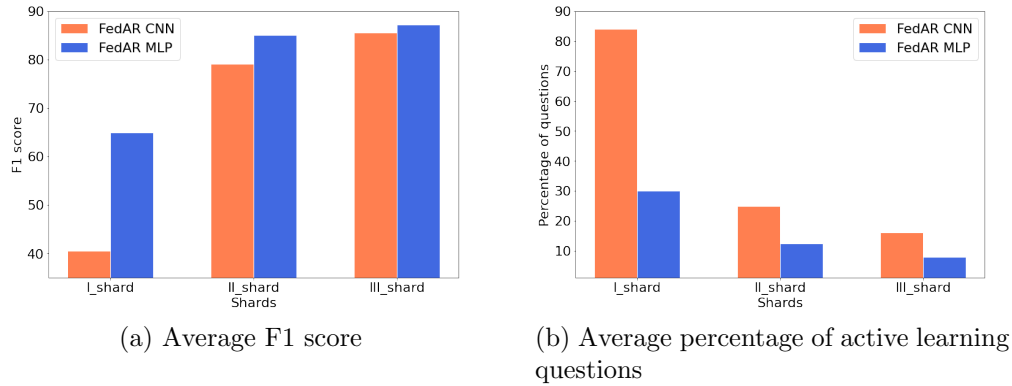 90
80
70
60
50
40
F1 score
FedAR CNN
FedAR MLP
I_shard
II_shard
III_shard
Shards
(a) Average F1 score
90
80
70
60
50
40
30
20
10
Percentage of questions
FedAR CNN
FedAR MLP
I_shard
II_shard
III_shard
Shards
(b) Average percentage of active learning
questions